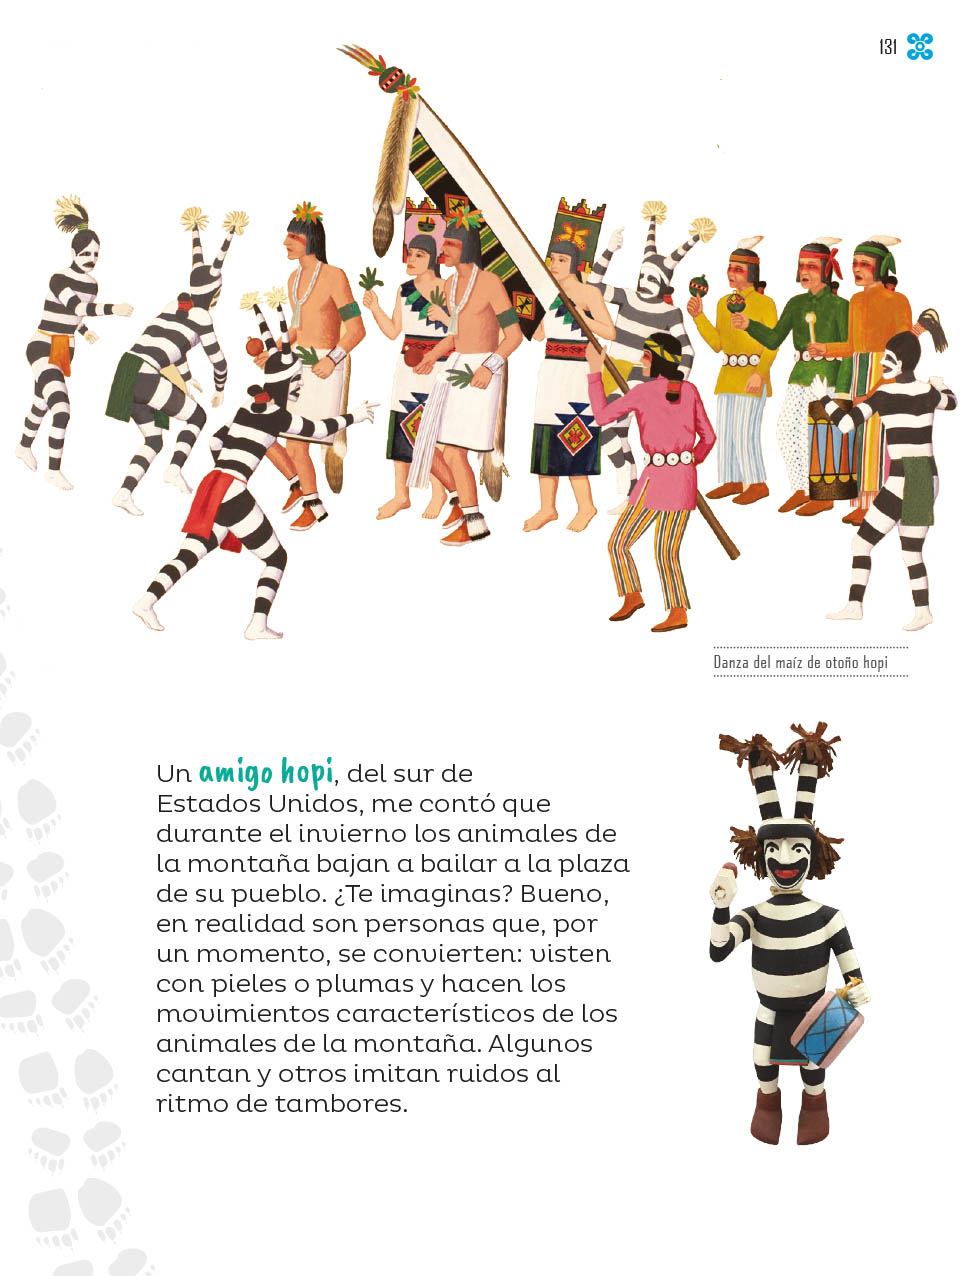 131
Danza del maíz de otoño hopi
Un amigo hopi, del sur de
Estados Unidos, me contó que
durante el invierno los animales de
la montaña bajan a bailar a la plaza
de su pueblo. ¿Te imaginas? Bueno,
en realidad son personas que, por
un momento, se convierten: visten
con pieles o plumas y hacen los
movimientos característicos de los
animales de la montaña. Algunos
cantan y otros imitan ruidos al
ritmo de tambores.